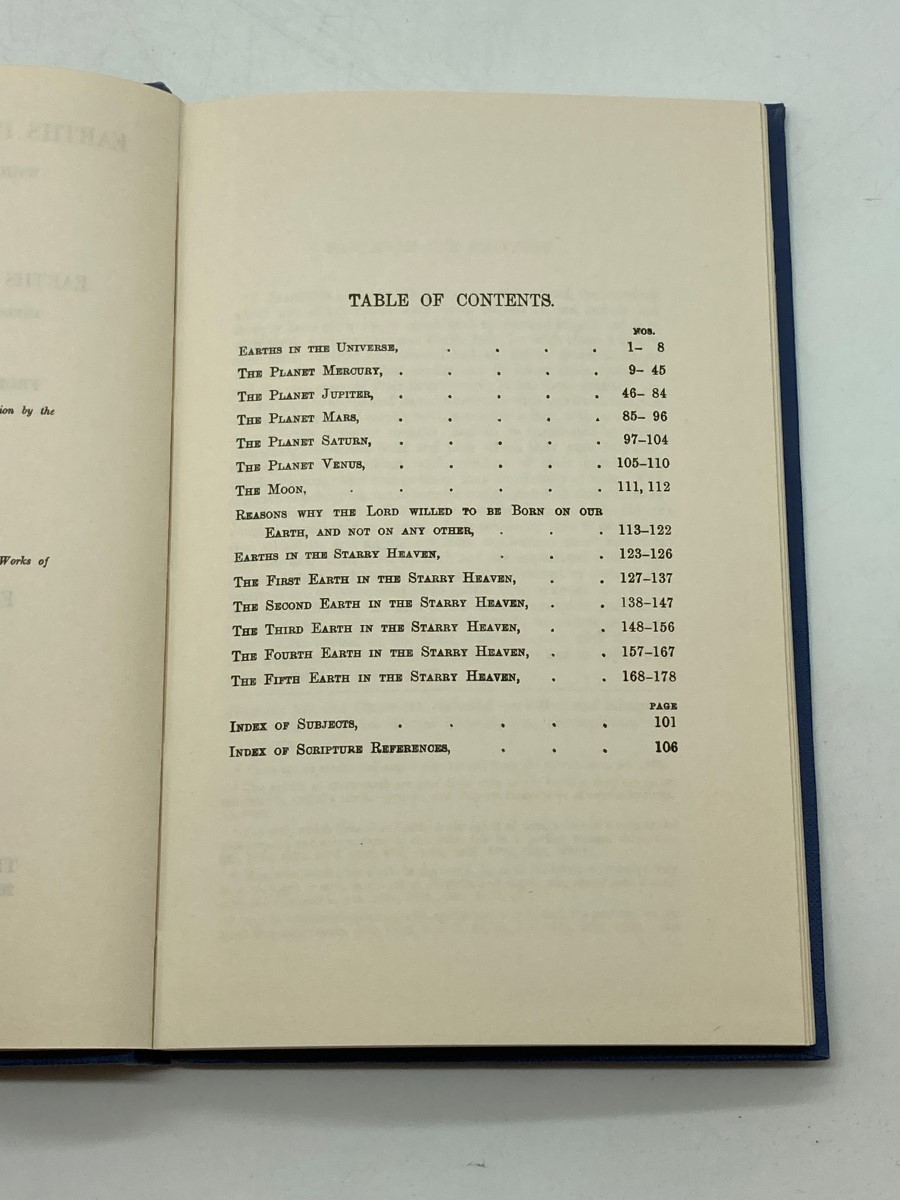 ion by the
Works of
TABLE OF CONTENTS.
NOS.
EARTHS IN THE UNIVERSE, . . . . 1– 8
THE PLANET MERCURY, . . . . . 9– 45
THE PLANET JUPITER, . . . . . 46– 84
THE PLANET MARS, . . . . . 85– 96
THE PLANET SATURN, . . . . . 97–104
THE PLANET VENUS, . . . . . 105–110
THE MOON, . . . . . . 111, 112
REASONS WHY THE LORD WILLED TO BE BORN ON OUR
EARTH, AND NOT ON ANY OTHER, . . . 113–122
EARTHS IN THE STARRY HEAVEN, . . . 123–126
THE FIRST EARTH IN THE STARRY HEAVEN, . . 127–137
THE SECOND EARTH IN THE STARRY HEAVEN, . . 138–147
THE THIRD EARTH IN THE STARRY HEAVEN, . . 148–156
THE FOURTH EARTH IN THE STARRY HEAVEN, . . 157–167
THE FIFTH EARTH IN THE STARRY HEAVEN, . . 168–178
PAGE
INDEX OF SUBJECTS, . . . . . 101
INDEX OF SCRIPTURE REFERENCES, . . . 106